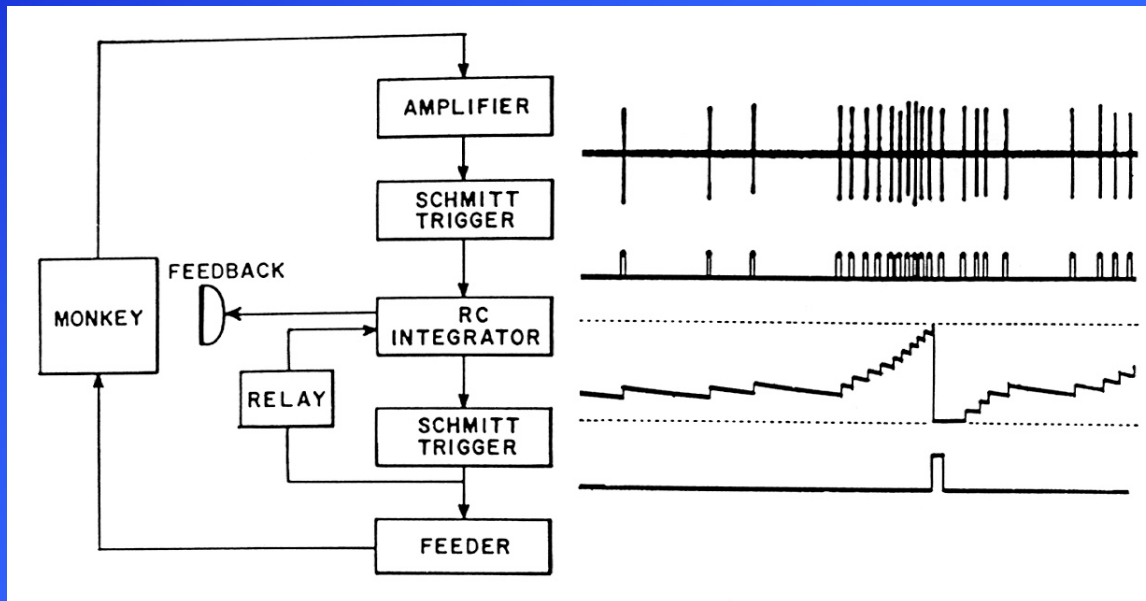 AMPLIFIER
SCHMITT
TRIGGER
FEEDBACK
MONKEY
RC
INTEGRATOR
RELAY
SCHMITT
TRIGGER
FEEDER